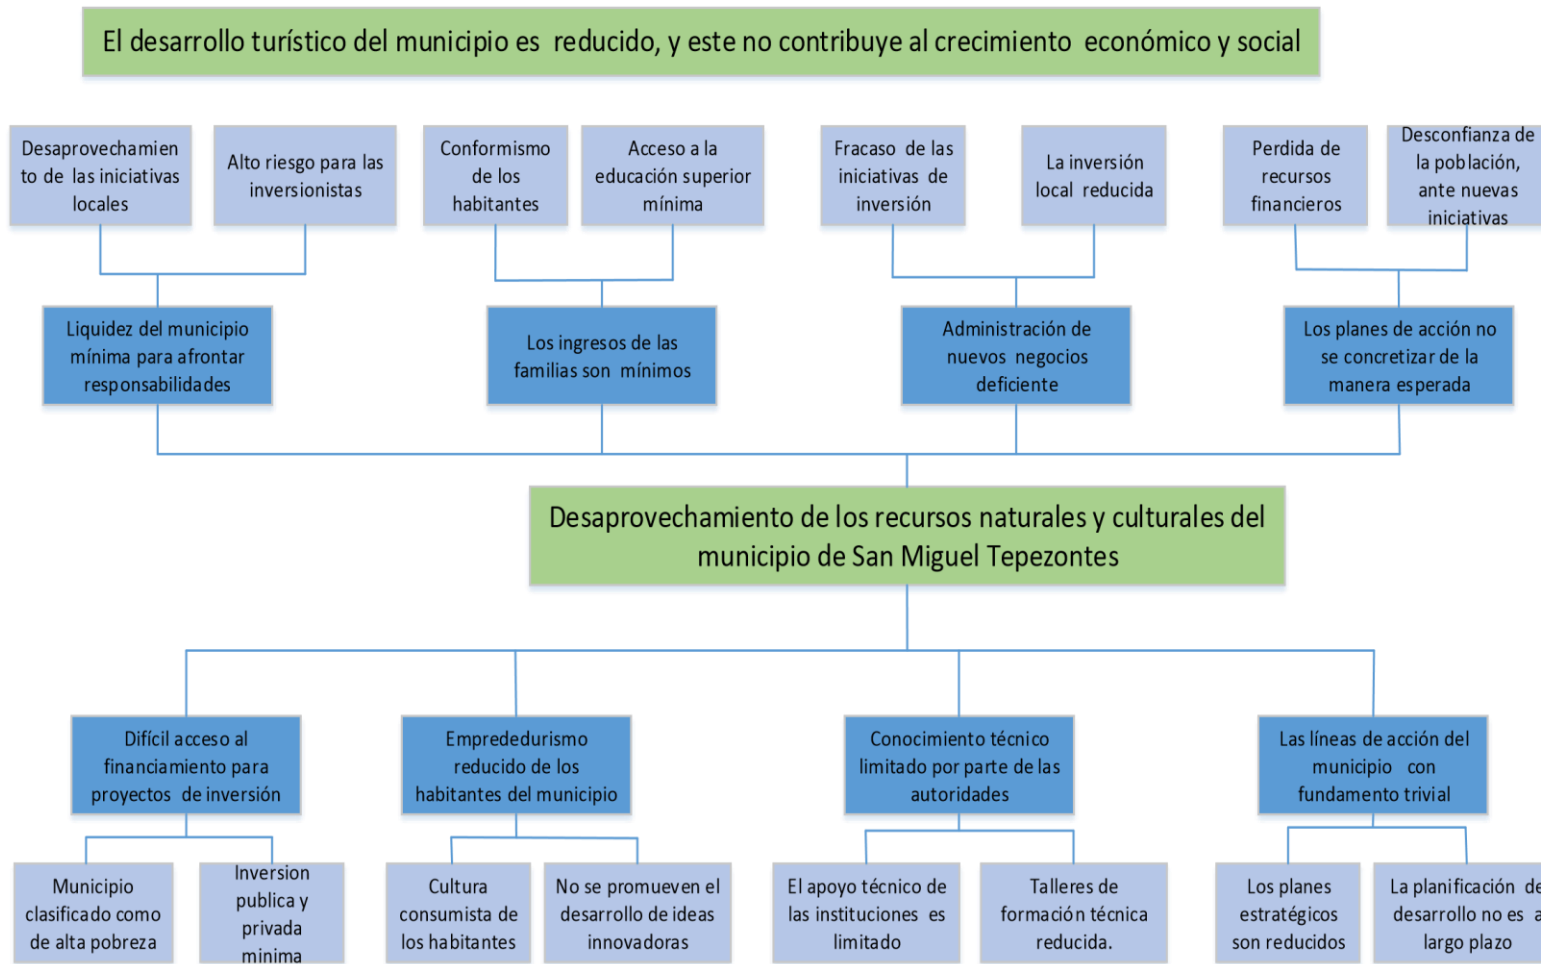 El desarrollo turístico del municipio es reducido, y este no contribuye al crecimiento económico y social
Desaprovechamien
to de las iniciativas
locales
Alto riesgo para las
inversionistas
Conformismo
de los
habitantes
Acceso a la
educación superior
mínima
Fracaso de las
iniciativas de
inversión
La inversión
local reducida
Perdida de
recursos
financieros
Desconfianza de
la población,
ante nuevas
iniciativas
Liquidez del municipio
mínima para afrontar
responsabilidades
Los ingresos de las
familias son mínimos
Administración de
nuevos negocios
deficiente
Los planes de acción no
se concretizar de la
manera esperada
Desaprovechamiento de los recursos naturales y culturales del
municipio de San Miguel Tepezontes
Difícil acceso al
financiamiento para
proyectos de inversión
Emprededurismo
reducido de los
habitantes del municipio
Conocimiento técnico
limitado por parte de las
autoridades
Las líneas de acción del
municipio con
fundamento trivial
Municipio
clasificado como
de alta pobreza
Inversion
publica y
privada
minima
Cultura
consumista de
los habitantes
No se promueven el
desarrollo de ideas
innovadoras
El apoyo técnico de
las instituciones es
limitado
Talleres de
formación técnica
reducida.
Los planes
estratégicos
son reducidos
La planificación de
desarrollo no es a
largo plazo